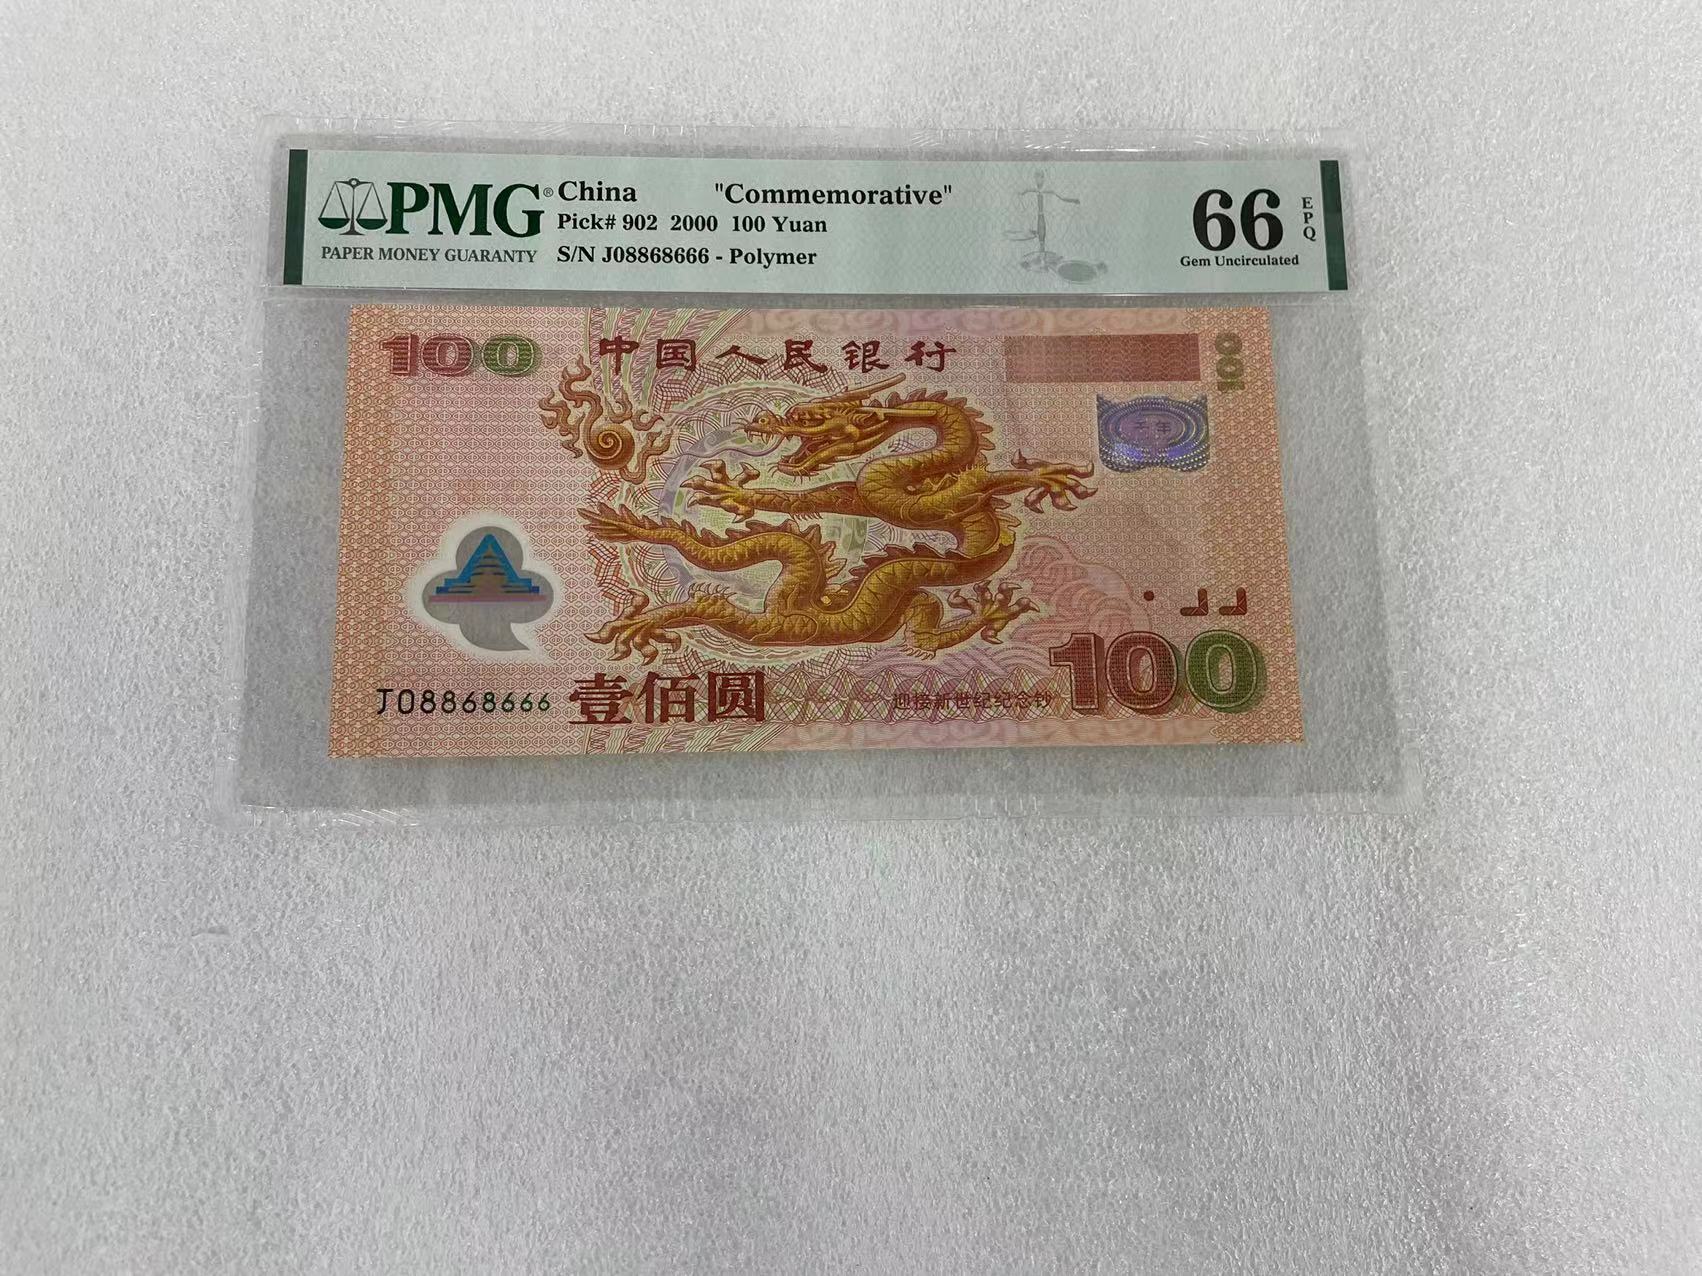 PMG® China "Commemorative" 66 EPQ
Pick# 902 2000 100 Yuan
PAPER MONEY GUARANTY S/N J08868666 - Polymer Gem Uncirculated
100 中国人民银行 100
千年
J08868666 壹佰圆 迎接新世纪纪念钞 100